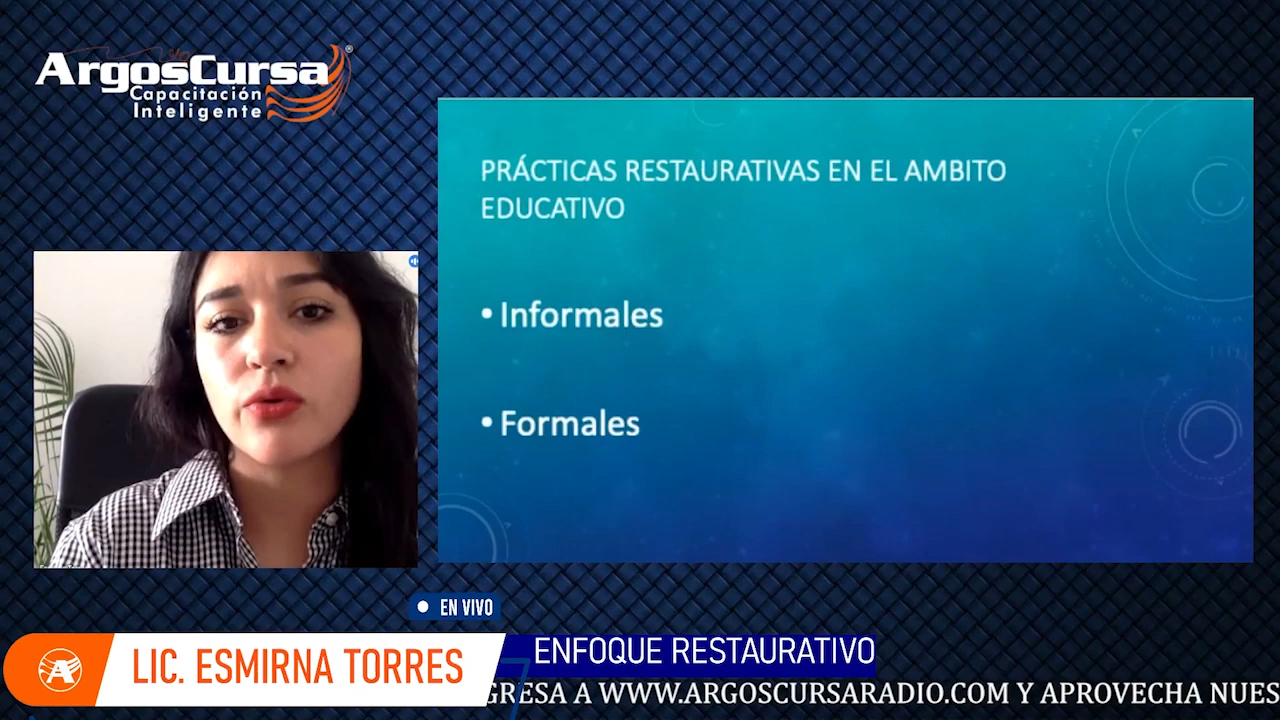 ArgosCursa®
Capacitación
Inteligente
PRÁCTICAS RESTAURATIVAS EN EL AMBITO
EDUCATIVO
• Informales
• Formales
EN VIVO
LIC. ESMIRNA TORRES
ENFOQUE RESTAURATIVO
GRESA A WWW.ARGOSCURSARADIO.COM Y APROVECHA NUES